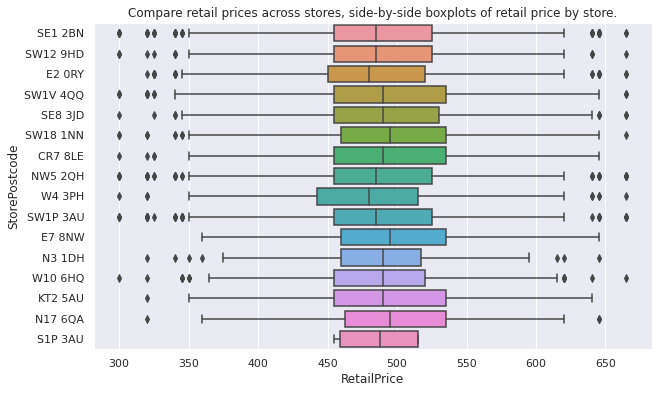 Compare retail prices across stores, side-by-side boxplots of retail price by store.
StorePostcode
SE1 2BN
SW12 9HD
E2 0RY
SW1V 4QQ
SE8 3JD
SW18 1NN
CR7 8LE
NW5 2QH
W4 3PH
SW1P 3AU
E7 8NW
N3 1DH
W10 6HQ
KT2 5AU
N17 6QA
S1P 3AU
300 350 400 450 500 550 600 650
RetailPrice